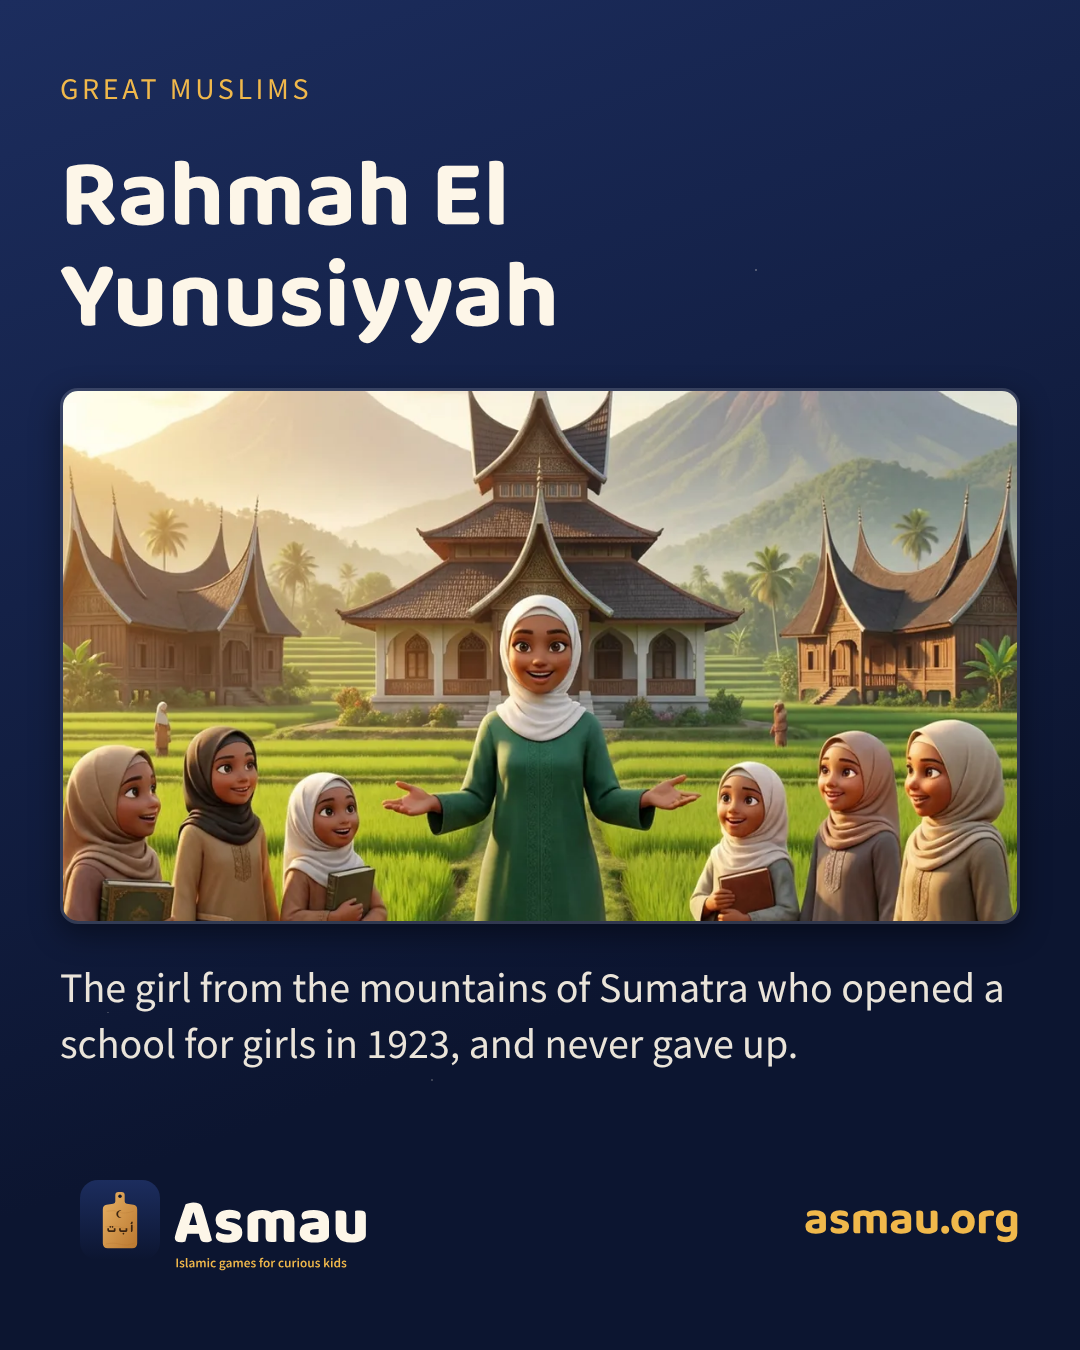 GREAT MUSLIMS
Rahmah El
Yunusiyyah
The girl from the mountains of Sumatra who opened a
school for girls in 1923, and never gave up.
أ ب ت
Asmau
Islamic games for curious kids
asmau.org